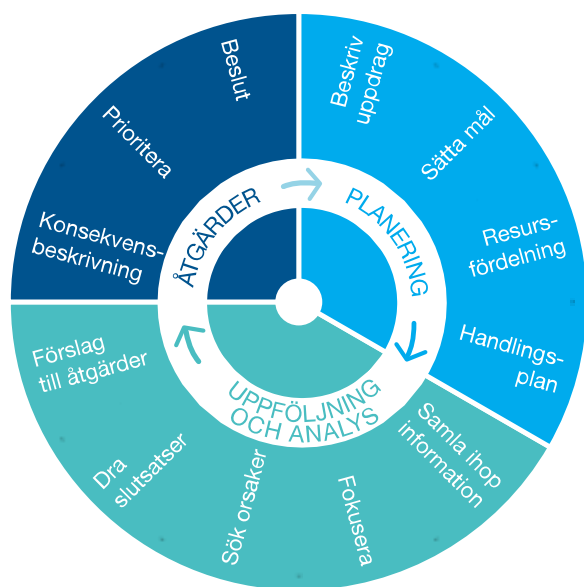 PLANERING
Beskriv
uppdrag
Sätta mål
Resurs-
fördelning
Handlings-
plan
UPPFÖLJNING
OCH ANALYS
Samla ihop
information
Fokusera
Sök orsaker
Dra
slutsatser
Förslag
till åtgärder
ÅTGÄRDER
Konsekvens-
beskrivning
Prioritera
Beslut